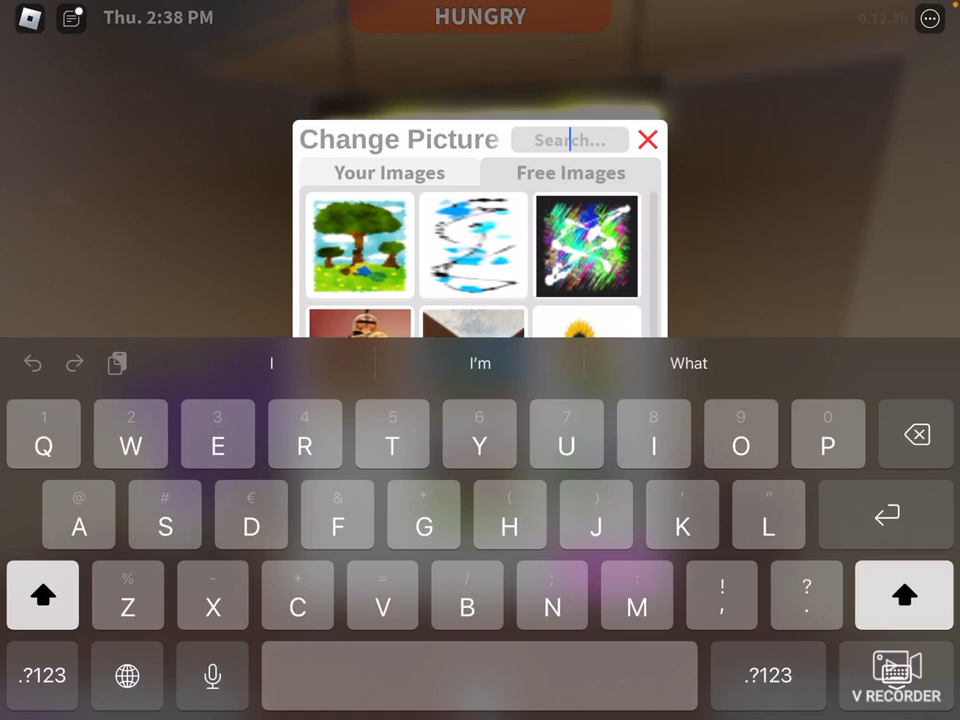 Thu. 2:38 PM
HUNGRY
0.12.8b
Change Picture
Search...
Your Images
Free Images
I
I'm
What
1 2 3 4 5 6 7 8 9 0
Q W E R T Y U I O P
@ # € & * ( ) ' "
A S D F G H J K L
% - + = / ; : ! ?
Z X C V B N M , .
.?123
.?123
V RECORDER